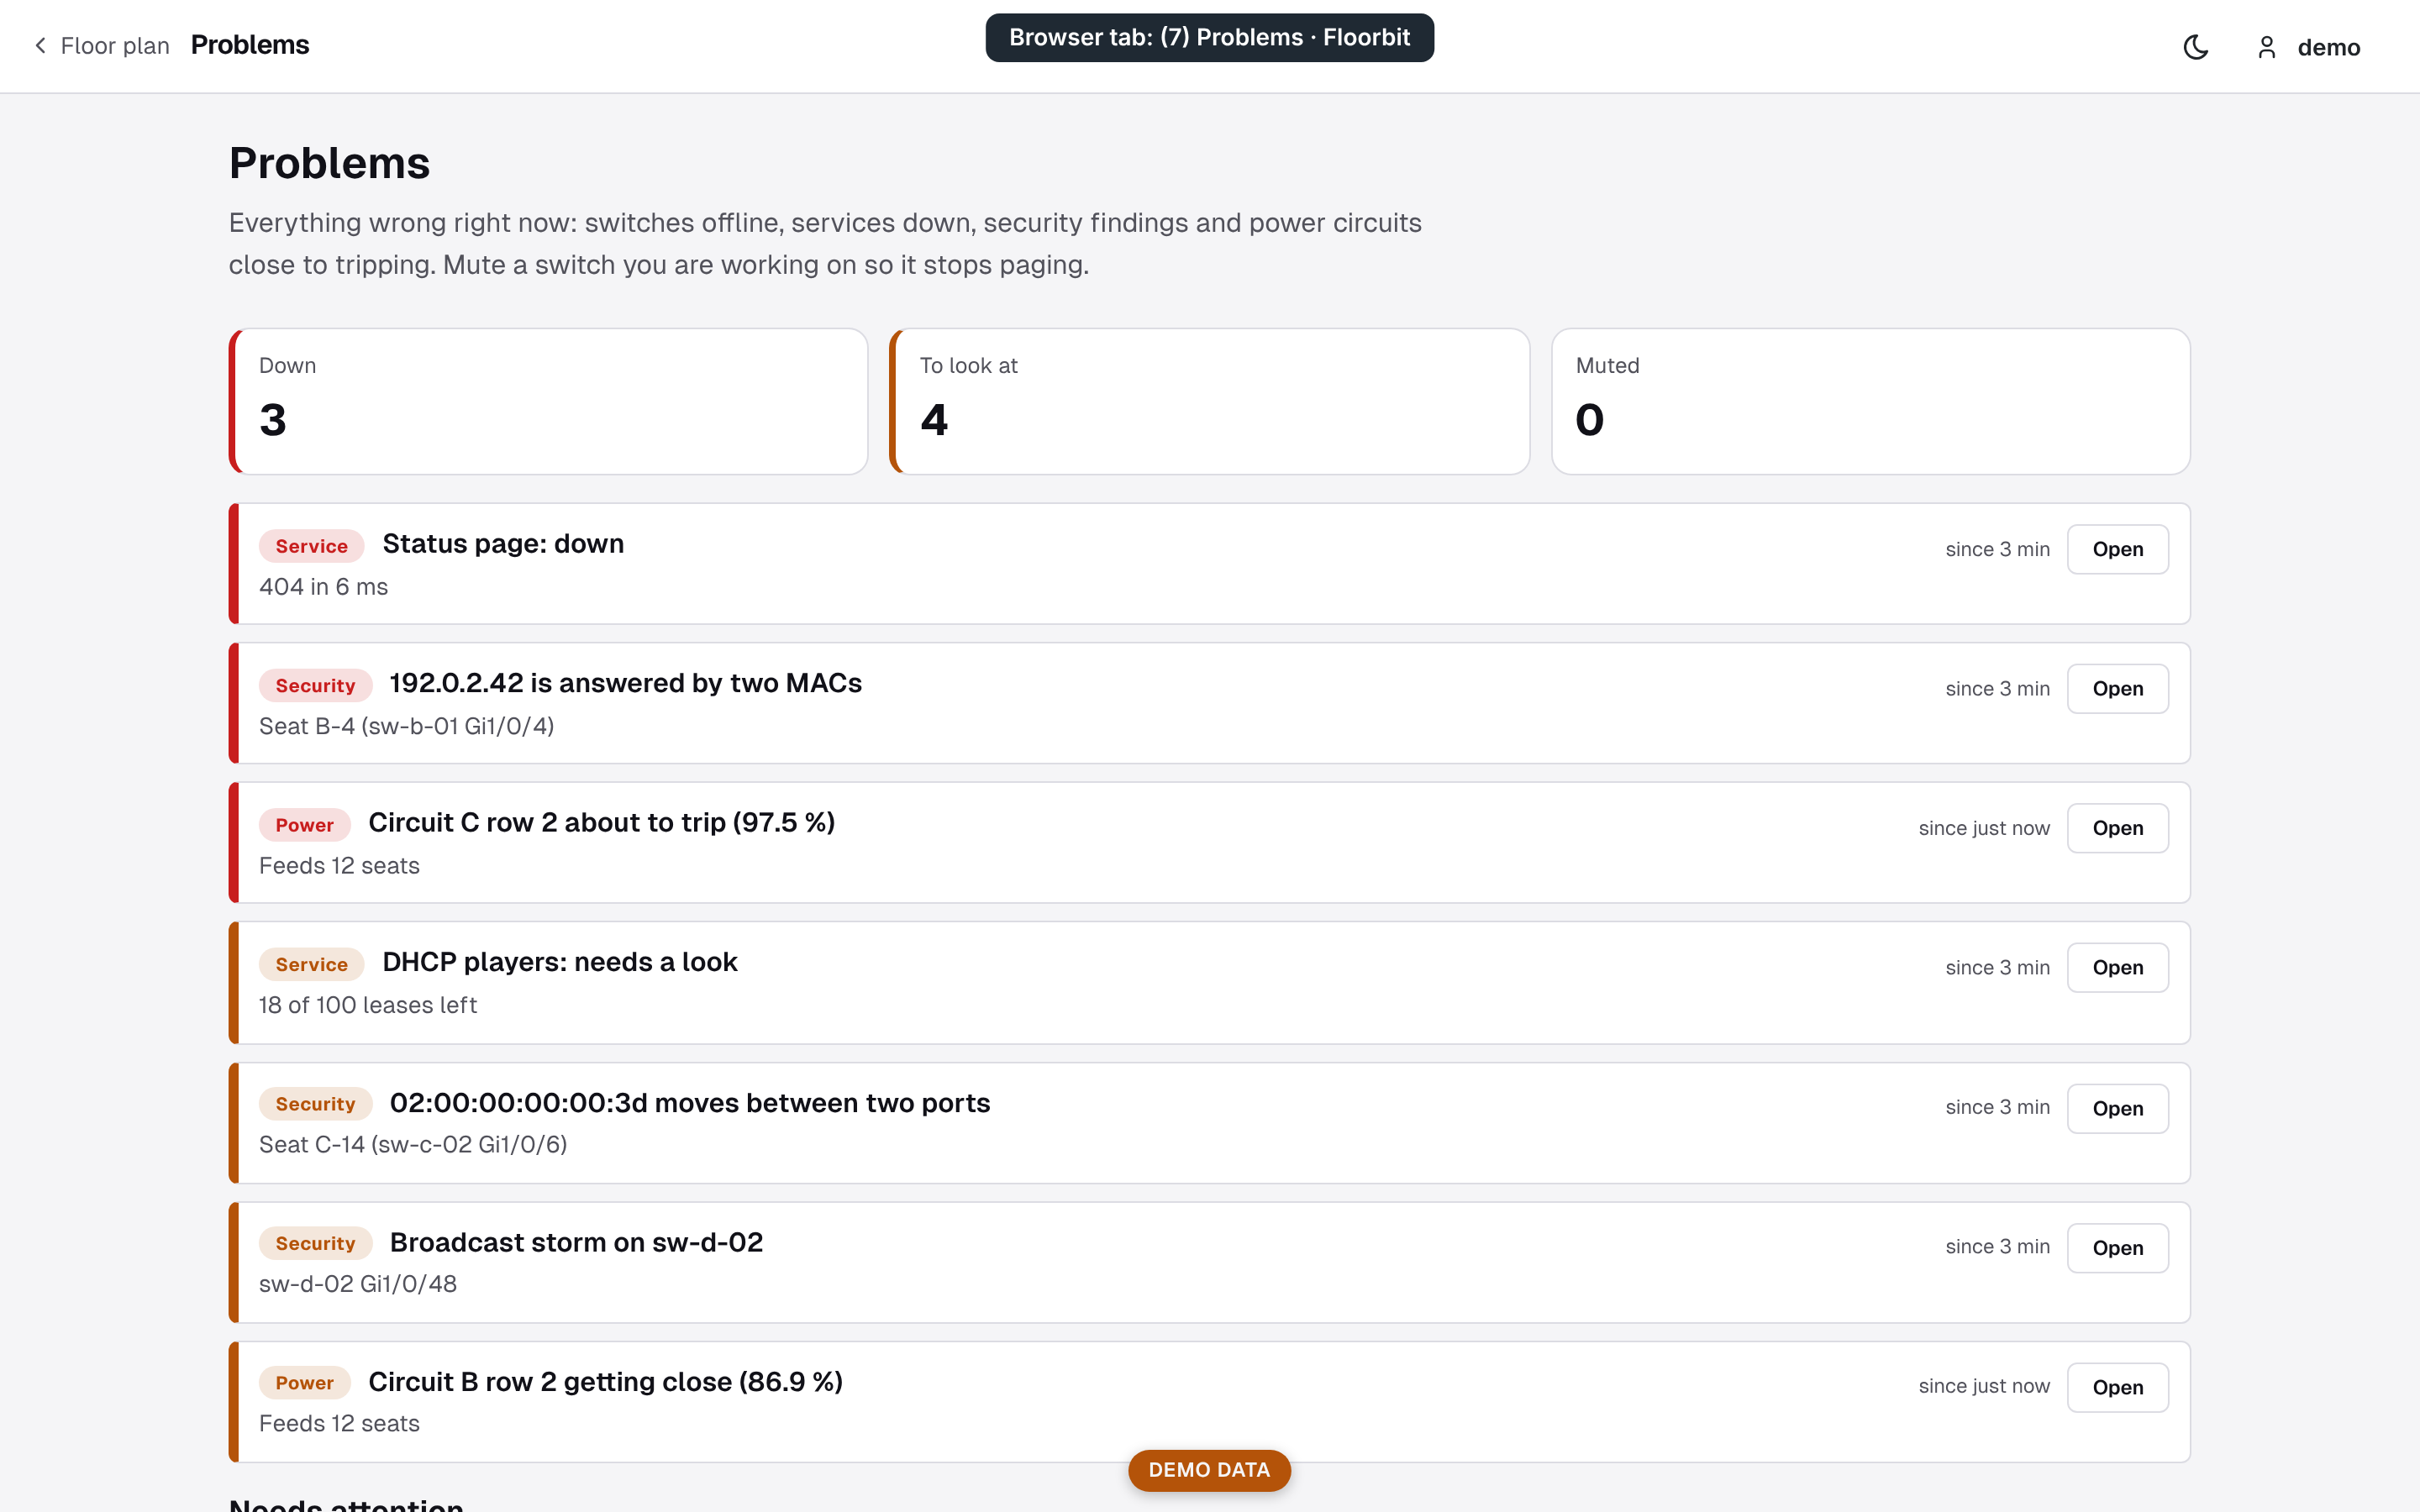 Floor plan Problems
Browser tab: (7) Problems · Floorbit
demo
Problems
Everything wrong right now: switches offline, services down, security findings and power circuits
close to tripping. Mute a switch you are working on so it stops paging.
Down
3
To look at
4
Muted
0
Service Status page: down
since 3 min Open
404 in 6 ms
Security 192.0.2.42 is answered by two MACs
since 3 min Open
Seat B-4 (sw-b-01 Gi1/0/4)
Power Circuit C row 2 about to trip (97.5 %)
since just now Open
Feeds 12 seats
Service DHCP players: needs a look
since 3 min Open
18 of 100 leases left
Security 02:00:00:00:00:3d moves between two ports
since 3 min Open
Seat C-14 (sw-c-02 Gi1/0/6)
Security Broadcast storm on sw-d-02
since 3 min Open
sw-d-02 Gi1/0/48
Power Circuit B row 2 getting close (86.9 %)
since just now Open
Feeds 12 seats
DEMO DATA
Needs attention